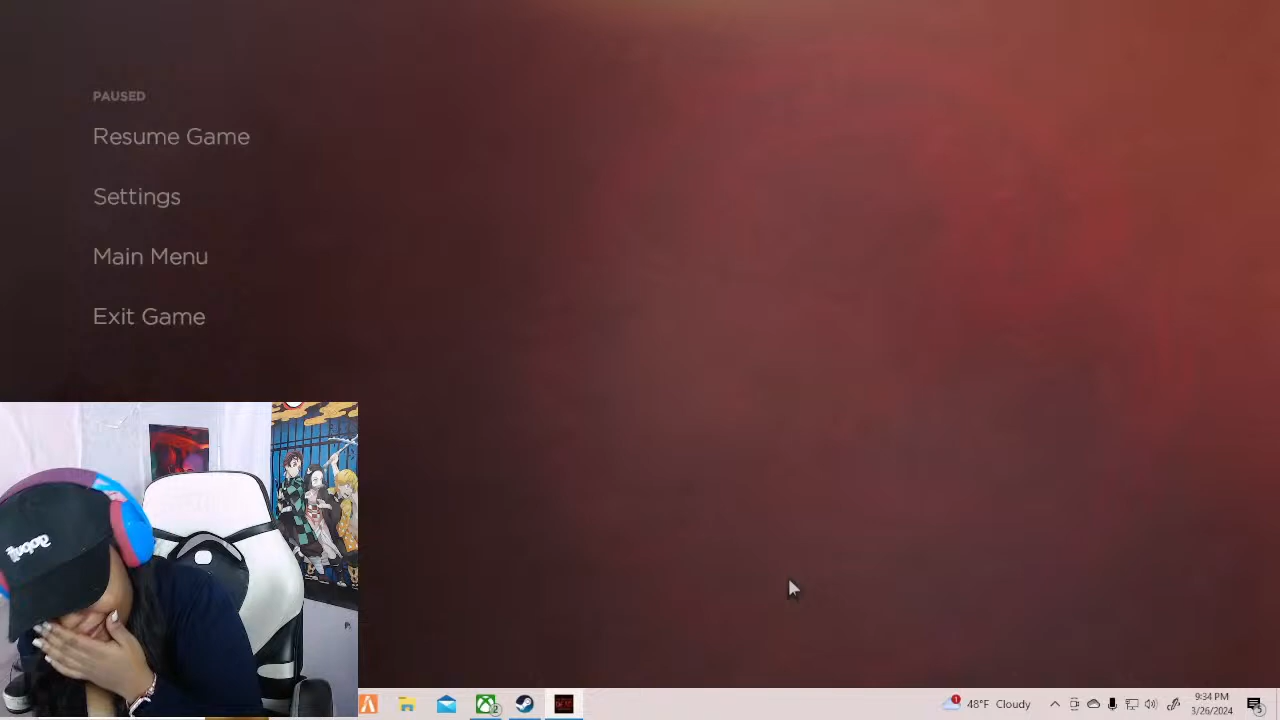 PAUSED
Resume Game
Settings
Main Menu
Exit Game
48°F Cloudy
9:34 PM
3/26/2024